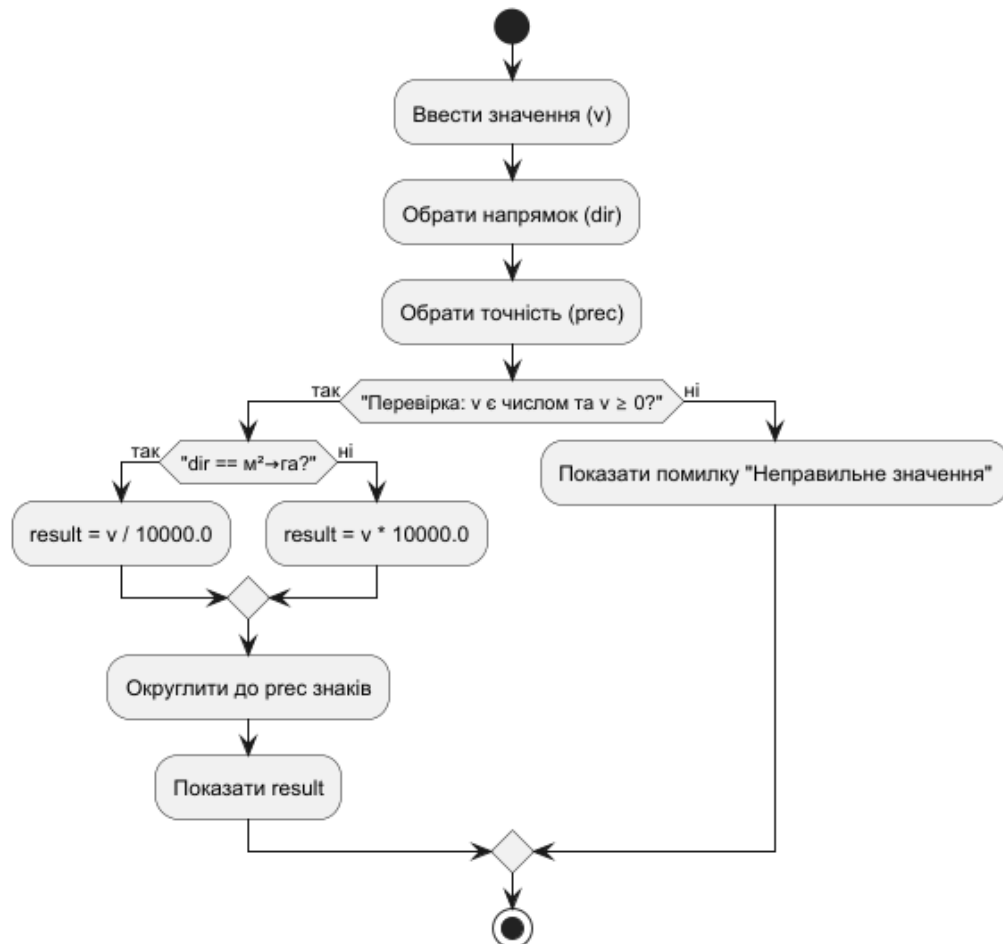 Ввести значення (v)
Обрати напрямок (dir)
Обрати точність (prec)
так
"Перевірка: v є числом та v ≥ 0?"
ні
так
"dir == м²→га?"
ні
Показати помилку "Неправильне значення"
result = v / 10000.0
result = v * 10000.0
Округлити до prec знаків
Показати result